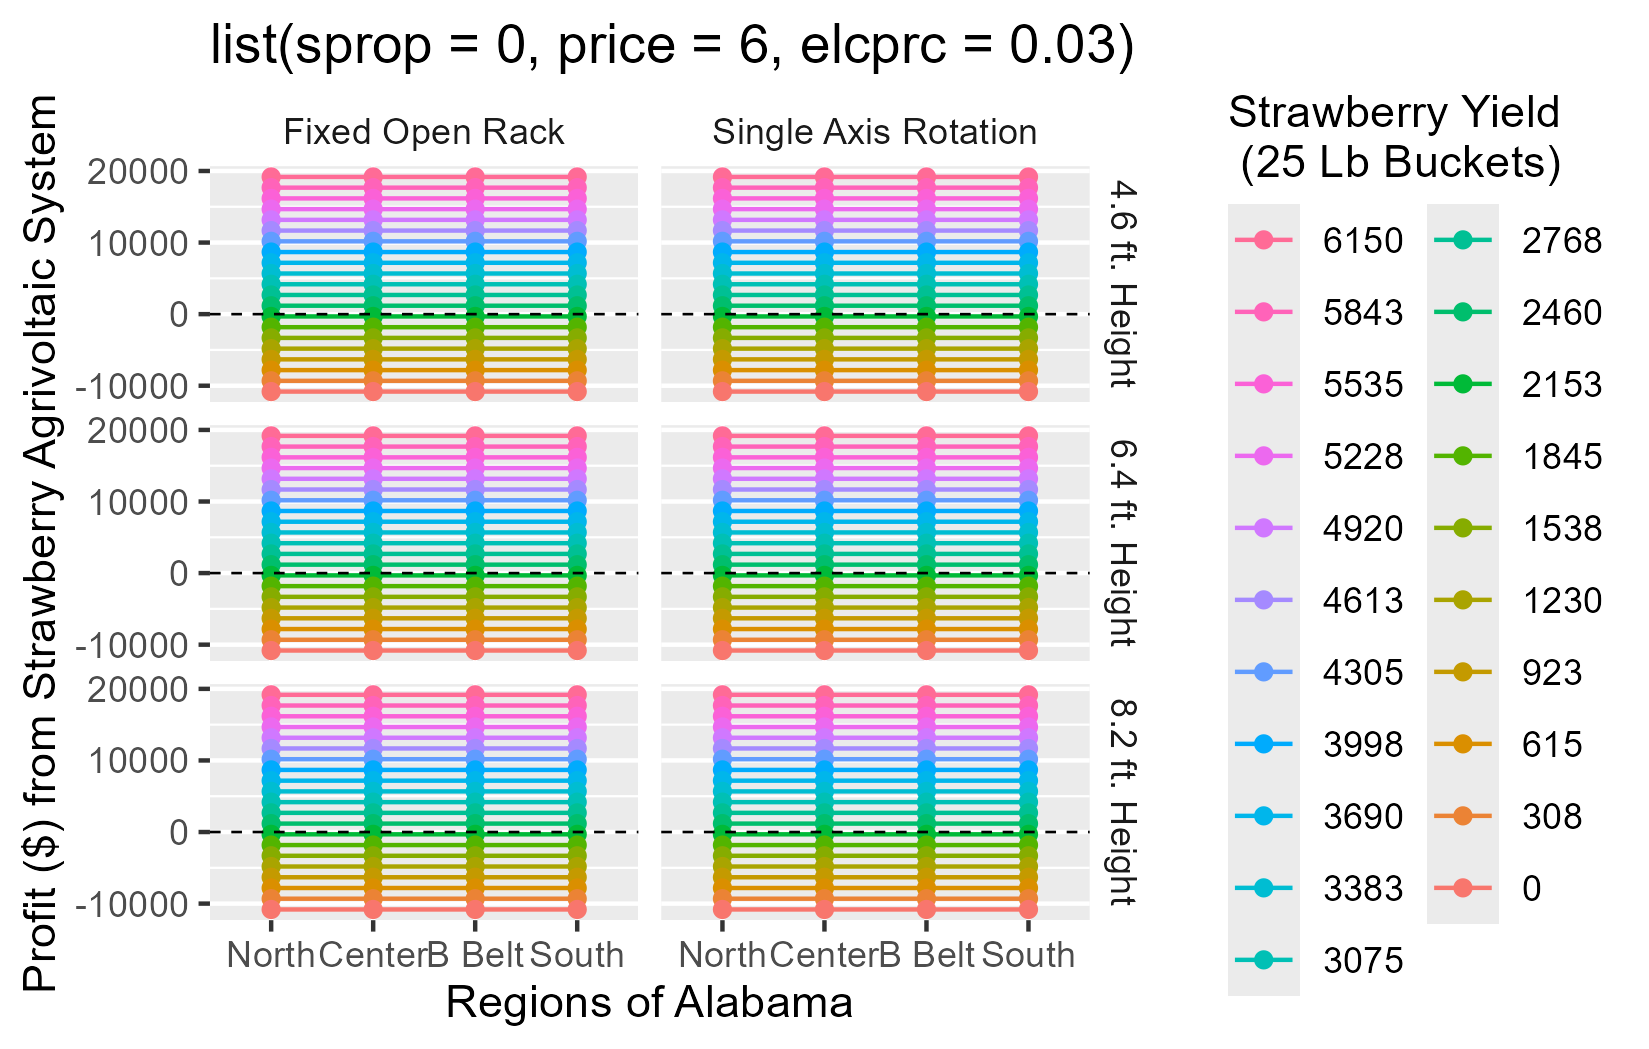 list(sprop = 0, price = 6, elcprc = 0.03)
Profit ($) from Strawberry Agrivoltaic System
Fixed Open Rack
Single Axis Rotation
20000
10000
0
-10000
4.6 ft. Height
20000
10000
0
-10000
6.4 ft. Height
20000
10000
0
-10000
8.2 ft. Height
North Center B Belt South
North Center B Belt South
Regions of Alabama
Strawberry Yield
(25 Lb Buckets)
6150
5843
5535
5228
4920
4613
4305
3998
3690
3383
3075
2768
2460
2153
1845
1538
1230
923
615
308
0